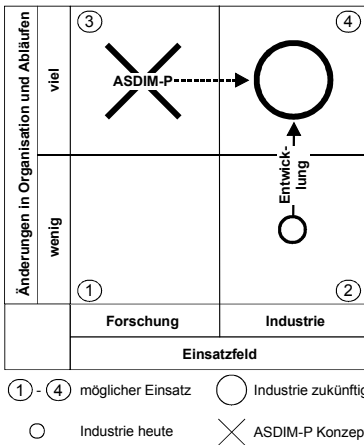 Änderungen in Organisation und Abläufen
viel
wenig
3
4
ASDIM-P
Entwick-
lung
1
2
Forschung
Industrie
Einsatzfeld
1 - 4 möglicher Einsatz
Industrie zukünftig
Industrie heute
ASDIM-P Konzep